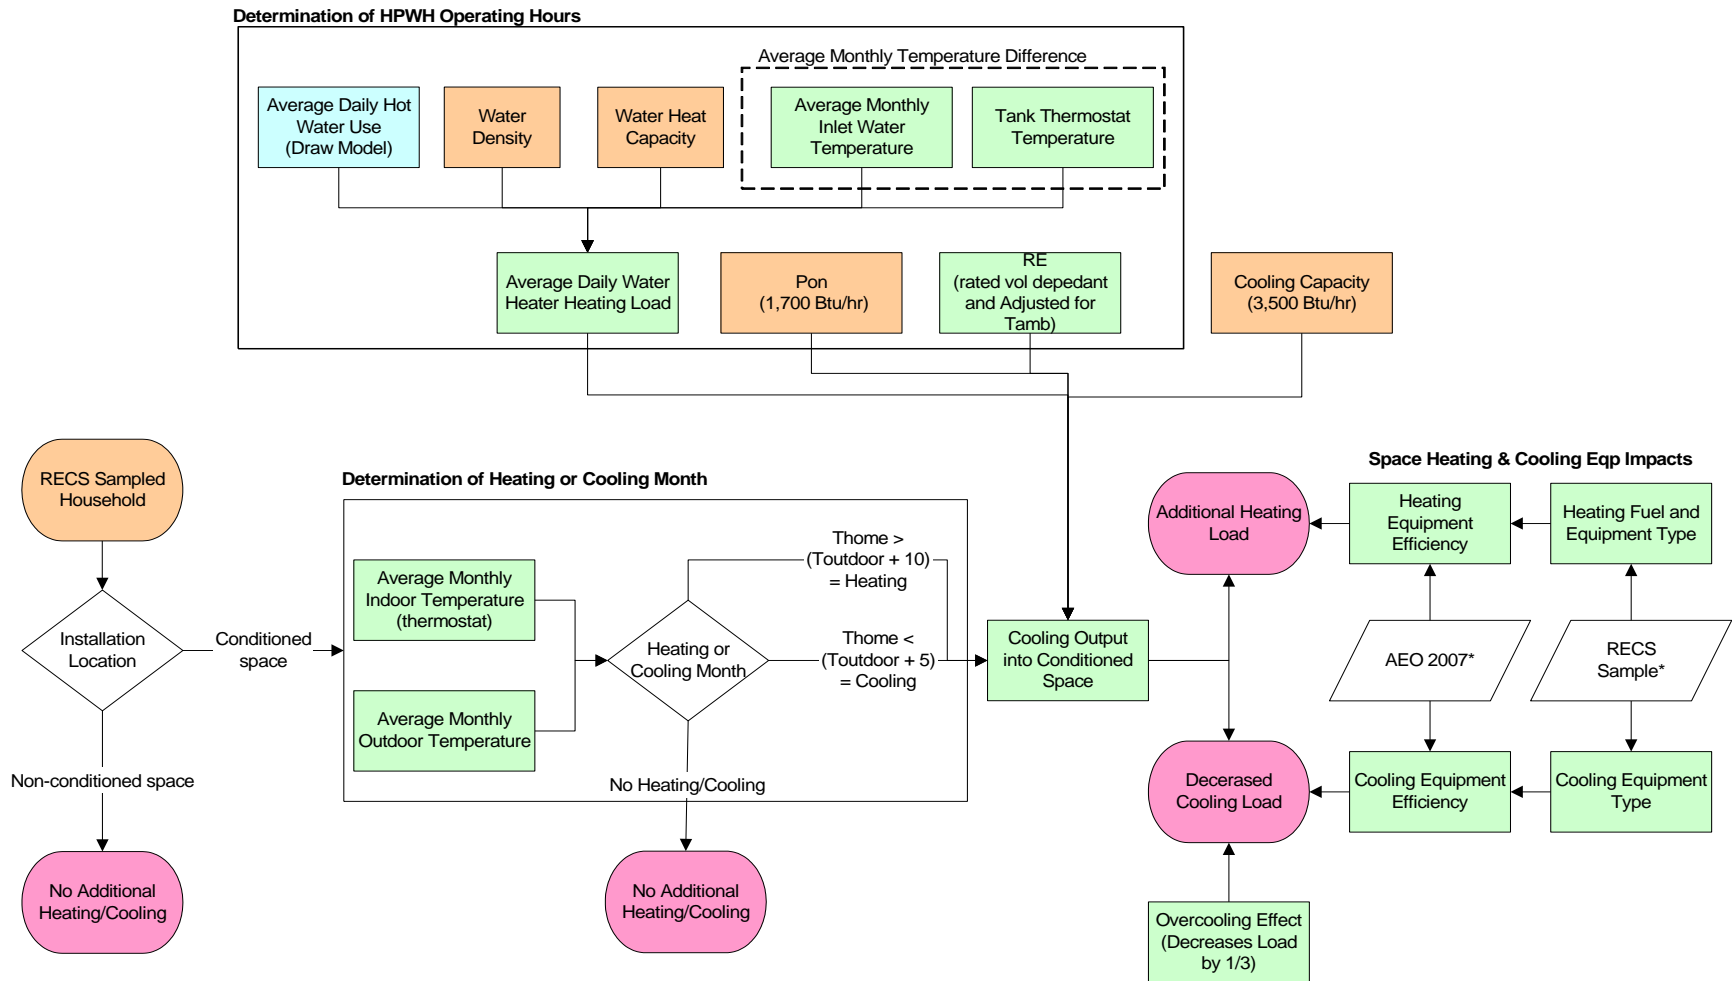 Determination of HPWH Operating Hours
Average Monthly Temperature Difference
Average Daily Hot
Water Use
(Draw Model)
Water
Density
Water Heat
Capacity
Average Monthly
Inlet Water
Temperature
Tank Thermostat
Temperature
Average Daily Water
Heater Heating Load
Pon
(1,700 Btu/hr)
RE
(rated vol depedant
and Adjusted for
Tamb)
Cooling Capacity
(3,500 Btu/hr)
RECS Sampled
Household
Installation
Location
Conditioned
space
Non-conditioned space
No Additional
Heating/Cooling
Determination of Heating or Cooling Month
Average Monthly
Indoor Temperature
(thermostat)
Average Monthly
Outdoor Temperature
Heating or
Cooling Month
Thome >
(Toutdoor + 10)
= Heating
Thome <
(Toutdoor + 5)
= Cooling
No Heating/Cooling
No Additional
Heating/Cooling
Cooling Output
into Conditioned
Space
Space Heating & Cooling Eqp Impacts
Additional Heating
Load
Heating
Equipment
Efficiency
Heating Fuel and
Equipment Type
AEO 2007*
RECS
Sample*
Decerased
Cooling Load
Cooling Equipment
Efficiency
Cooling Equipment
Type
Overcooling Effect
(Decreases Load
by 1/3)